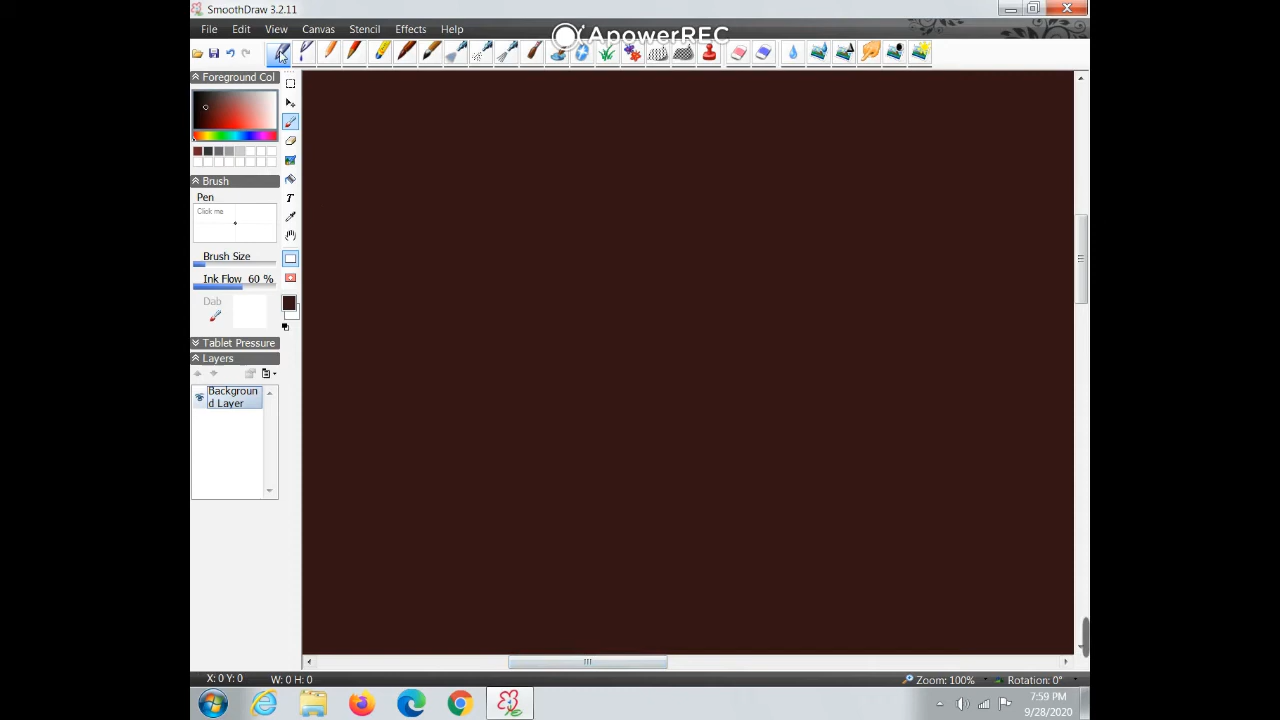 SmoothDraw 3.2.11
ApowerREC
File Edit View Canvas Stencil Effects Help
Foreground Col
Brush
Pen
Click me
Brush Size
Ink Flow 60 %
Dab
Tablet Pressure
Layers
Backgroun
d Layer
T
X: 0 Y: 0 W: 0 H: 0 Zoom: 100% Rotation: 0°
7:59 PM
9/28/2020